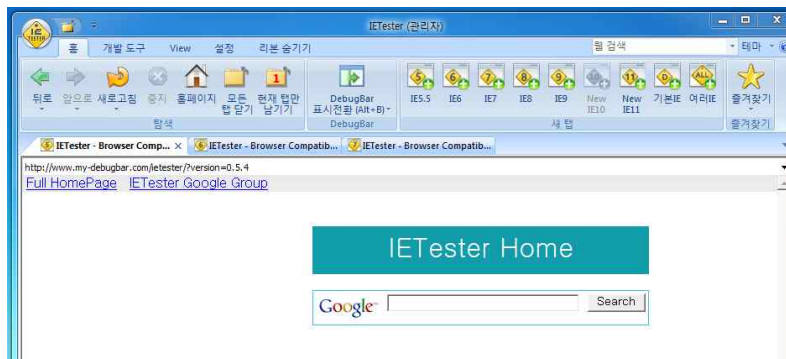 IETester (관리자)
홈 개발 도구 View 설정 리본 숨기기 웹 검색 테마
뒤로 앞으로 새로고침 중지 홈페이지 모든 탭 닫기 현재 탭만 남기기 DebugBar 표시전환 (Alt+B) IE5.5 IE6 IE7 IE8 IE9 New IE10 New IE11 기본IE 여러IE 즐겨찾기
탐색 DebugBar 새 탭 즐겨찾기
IETester - Browser Comp... IETester - Browser Compatib... IETester - Browser Compatib...
http://www.my-debugbar.com/ietester/?version=0.5.4
Full HomePage IETester Google Group
IETester Home
Google Search